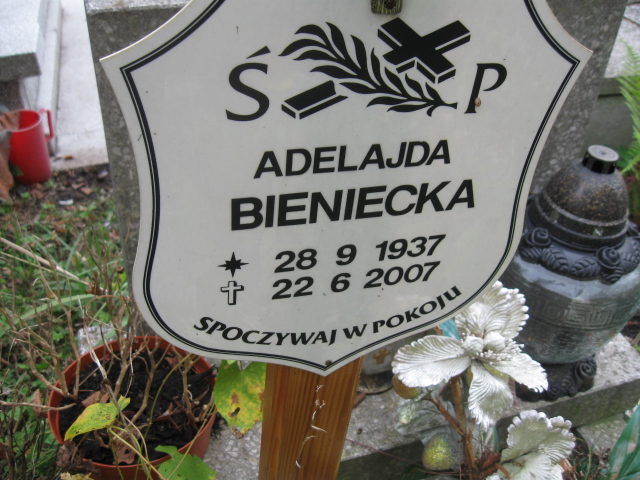 Ś P
ADELAJDA
BIENIECKA
28 9 1937
22 6 2007
SPOCZYWAJ W POKOJU